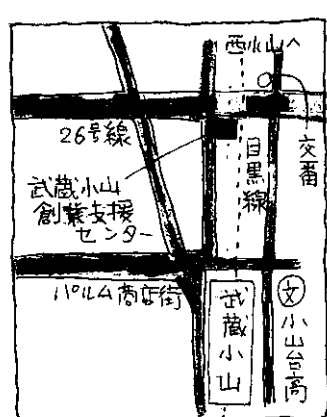 西小山へ
26号線
交番
目黒線
武蔵小山
創業支援
センター
パルム商店街
武蔵小山
文
小山台高